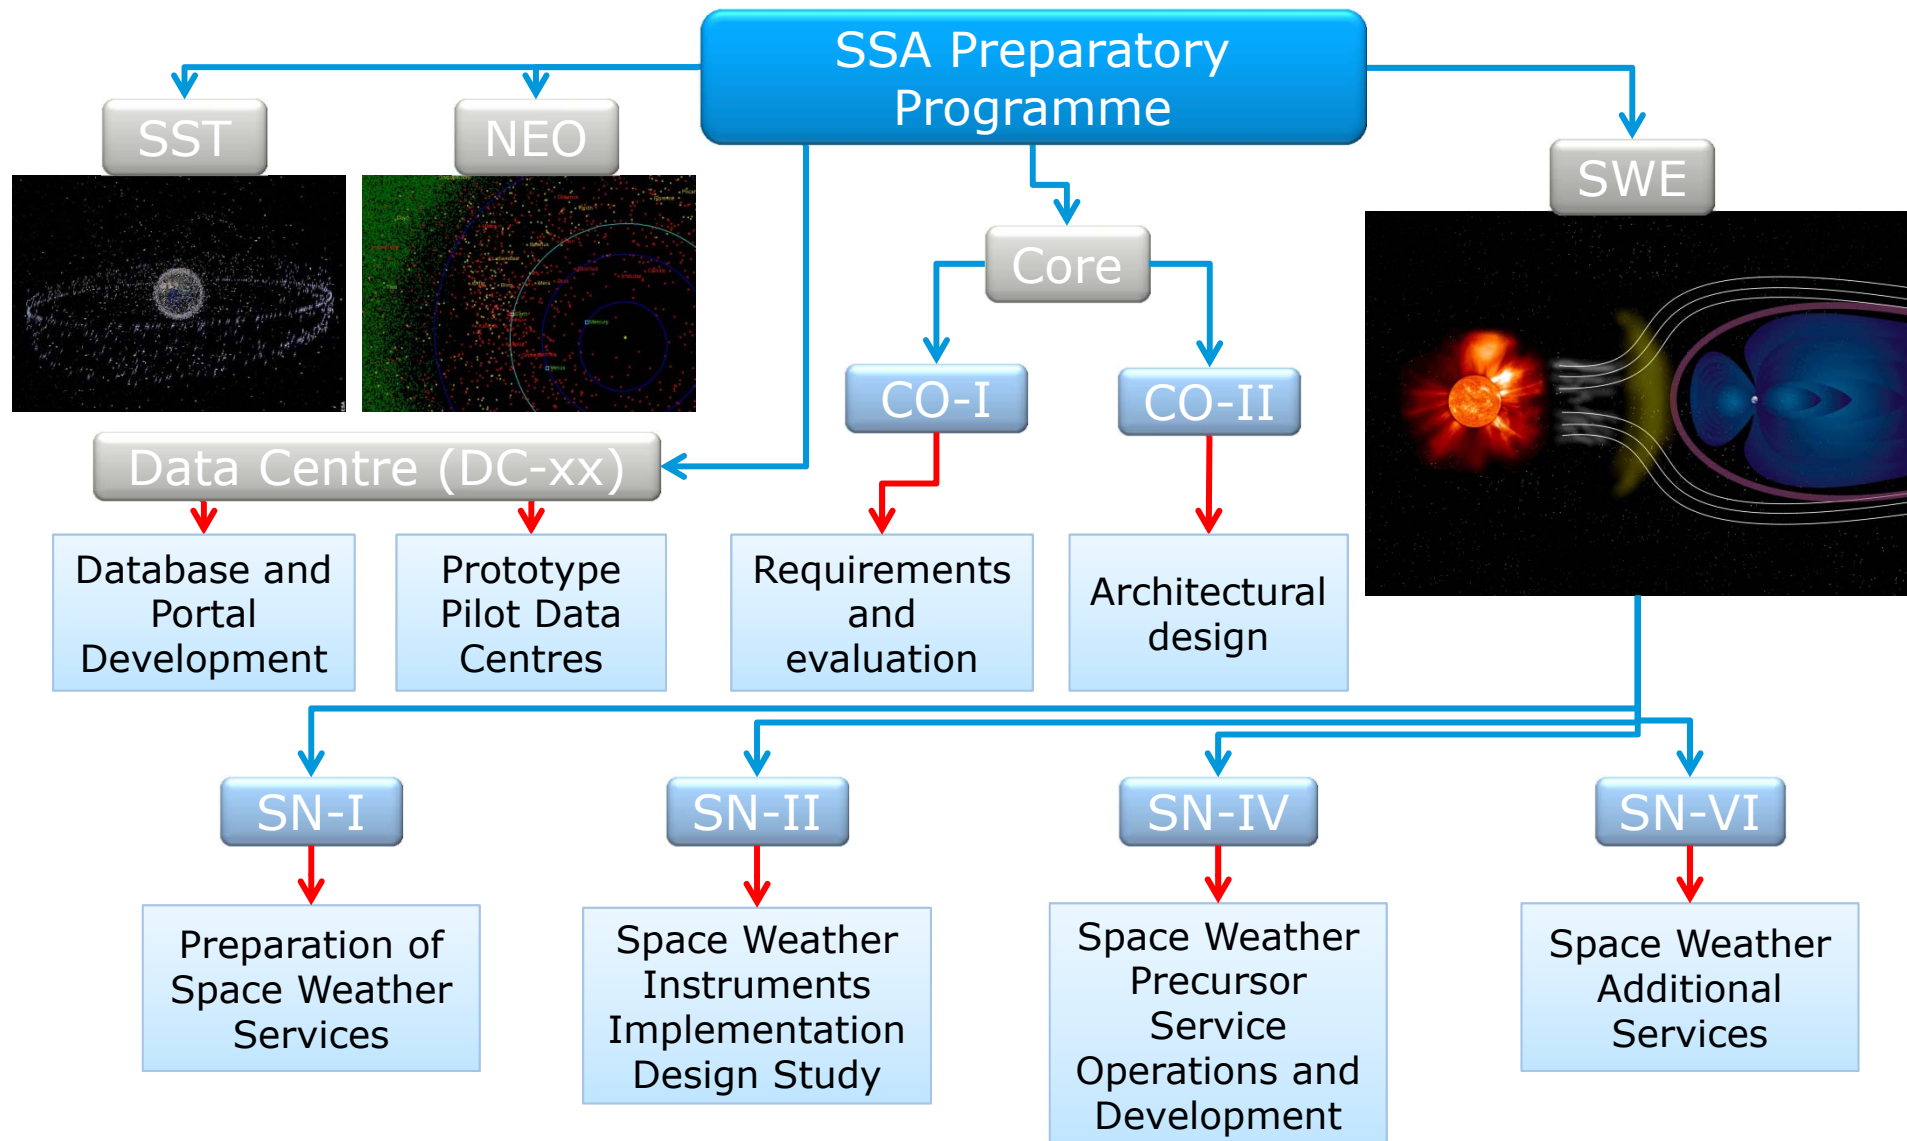 SSA Preparatory
Programme
SST
NEO
SWE
Core
Mercury
Venus
CO-I
CO-II
Data Centre (DC-xx)
Database and
Portal
Development
Prototype
Pilot Data
Centres
Requirements
and
evaluation
Architectural
design
SN-I
SN-II
SN-IV
SN-VI
Preparation of
Space Weather
Services
Space Weather
Instruments
Implementation
Design Study
Space Weather
Precursor
Service
Operations and
Development
Space Weather
Additional
Services